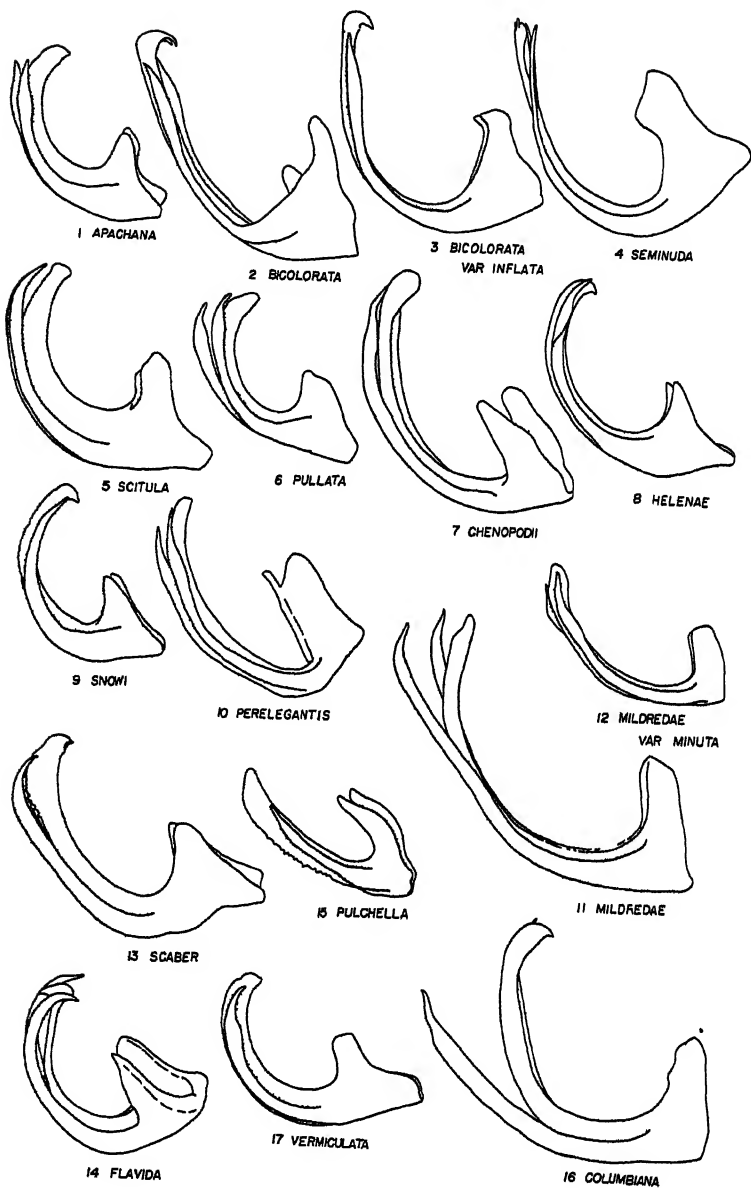 1 APACHANA
2 BICOLORATA
3 BICOLORATA
VAR INFLATA
4 SEMINUDA
5 SCITULA
6 PULLATA
7 CHENOPODII
8 HELENAE
9 SNOWI
10 PERELEGANTIS
11 MILDREDAE
12 MILDREDAE
VAR MINUTA
13 SCABER
15 PULCHELLA
14 FLAVIDA
17 VERMICULATA
16 COLUMBIANA